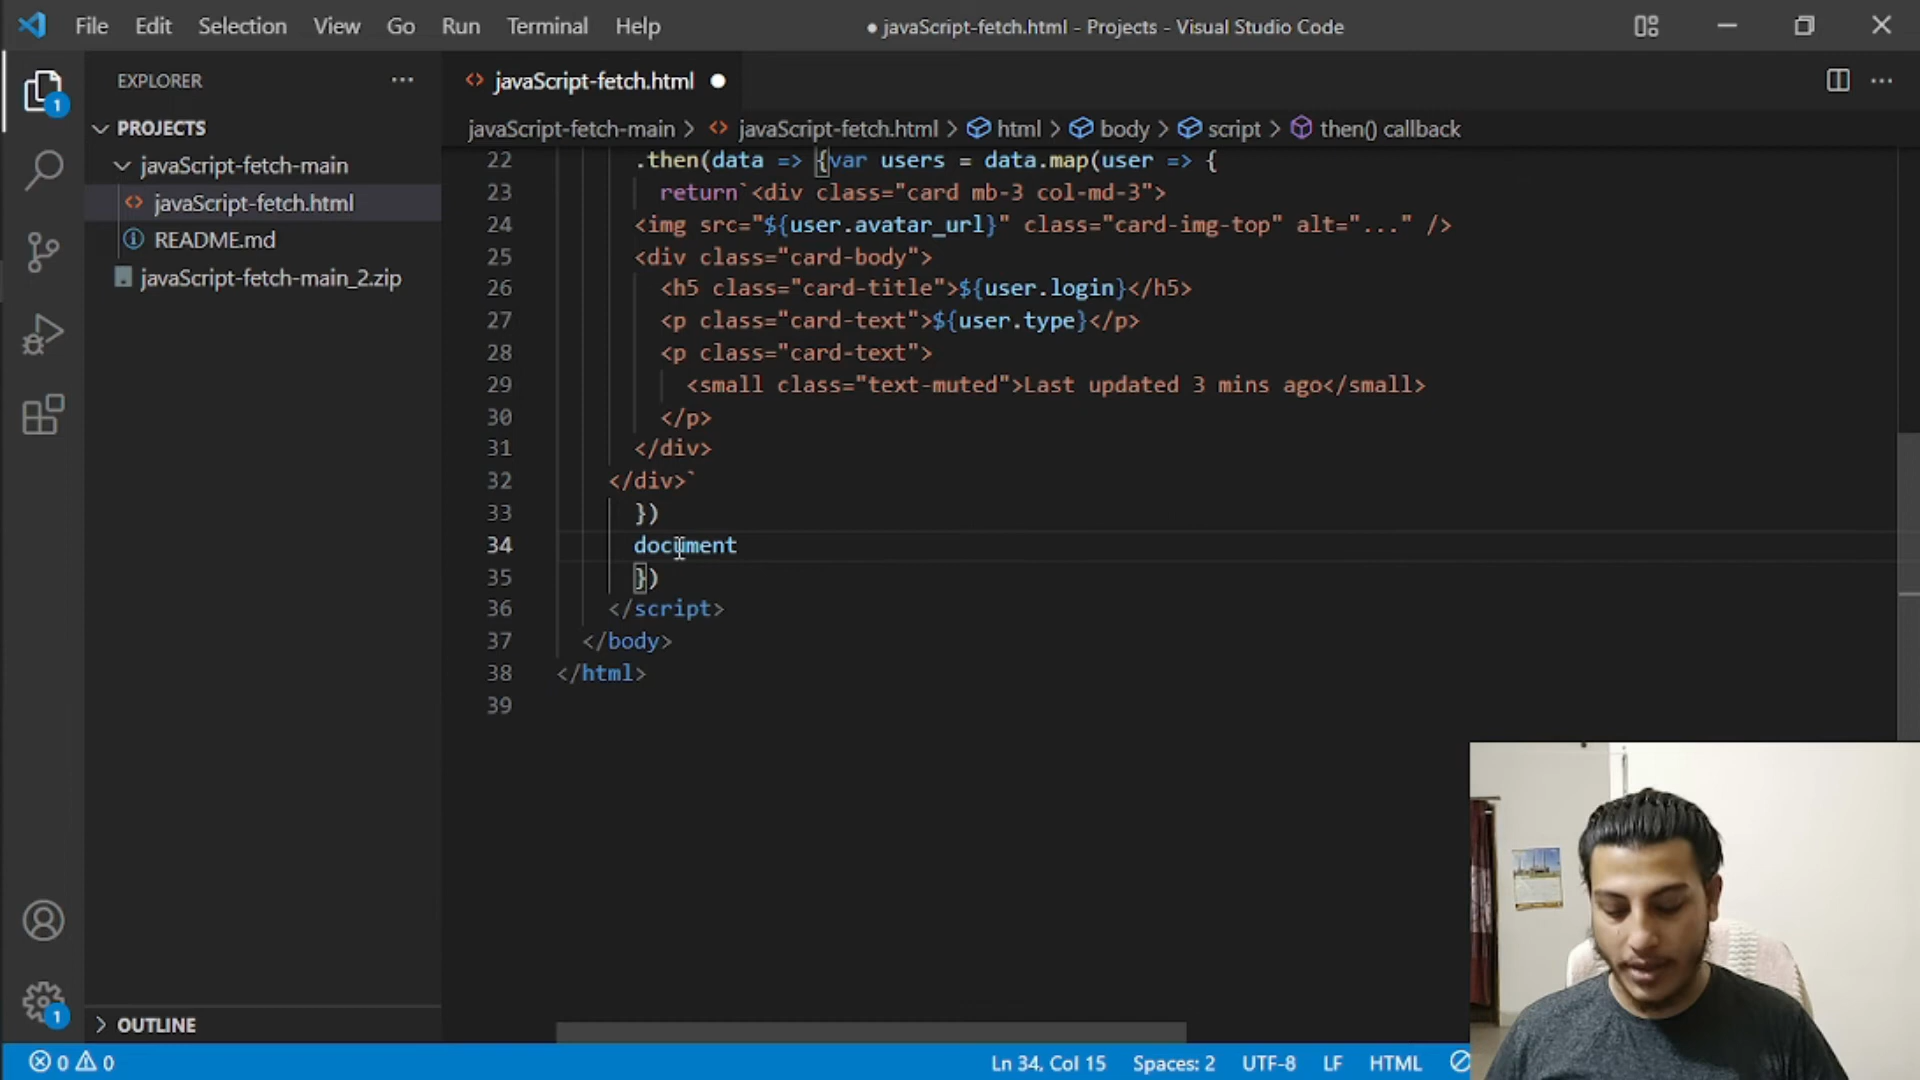 File Edit Selection View Go Run Terminal Help
● javaScript-fetch.html - Projects - Visual Studio Code
EXPLORER
PROJECTS
javaScript-fetch-main
javaScript-fetch.html
README.md
javaScript-fetch-main_2.zip
OUTLINE
1
1
javaScript-fetch.html
javaScript-fetch-main > javaScript-fetch.html > html > body > script > then() callback
22 .then(data => {var users = data.map(user => {
23 return`<div class="card mb-3 col-md-3">
24 <img src="${user.avatar_url}" class="card-img-top" alt="..." />
25 <div class="card-body">
26 <h5 class="card-title">${user.login}</h5>
27 <p class="card-text">${user.type}</p>
28 <p class="card-text">
29 <small class="text-muted">Last updated 3 mins ago</small>
30 </p>
31 </div>
32 </div>`
33 })
34 document
35 })
36 </script>
37 </body>
38 </html>
39
0 0
Ln 34, Col 15 Spaces: 2 UTF-8 LF HTML